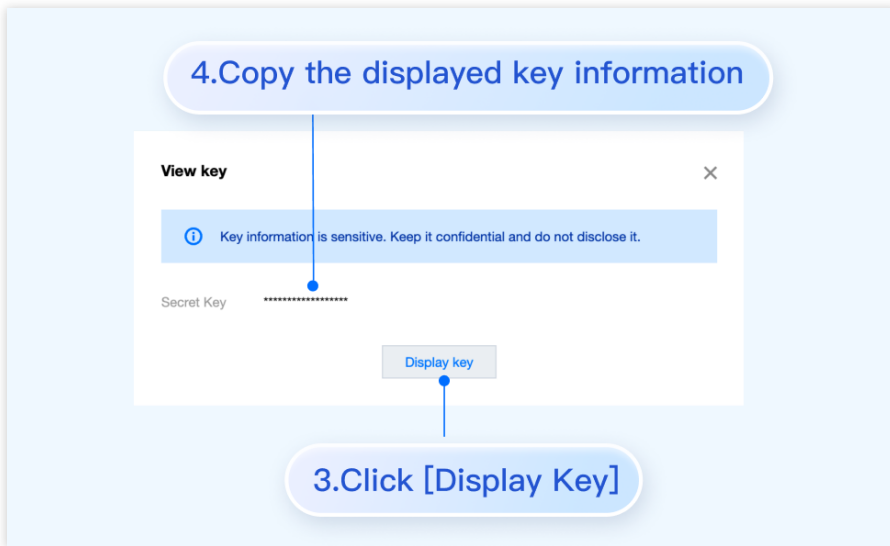 4.Copy the displayed key information
View key
Key information is sensitive. Keep it confidential and do not disclose it.
Secret Key ******************
Display key
3.Click [Display Key]